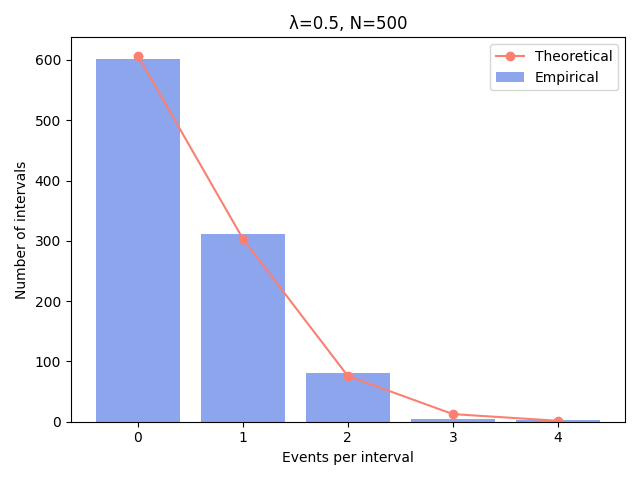 λ=0.5, N=500
Theoretical
Empirical
Number of intervals
600
500
400
300
200
100
0
0 1 2 3 4
Events per interval